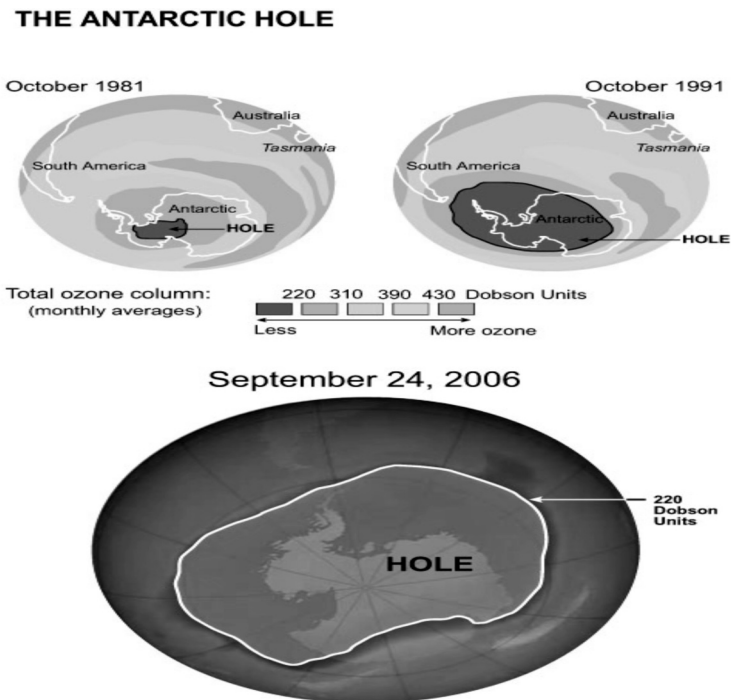 THE ANTARCTIC HOLE
October 1981
October 1991
Australia
Tasmania
South America
Antarctic
HOLE
Australia
Tasmania
South America
Antarctic
HOLE
Total ozone column:
(monthly averages)
220 310 390 430 Dobson Units
Less
More ozone
September 24, 2006
220
Dobson
Units
HOLE